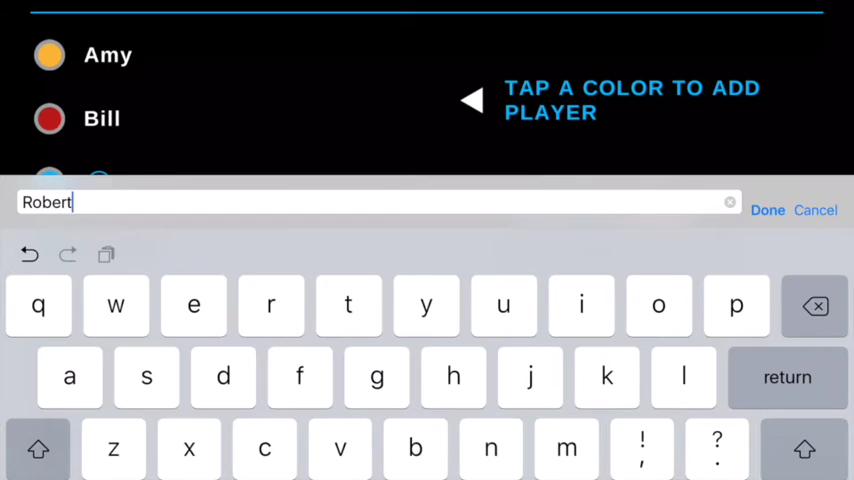 Amy
TAP A COLOR TO ADD
PLAYER
Bill
Robert
Done Cancel
q w e r t y u i o p
a s d f g h j k l return
z x c v b n m ! , ? .